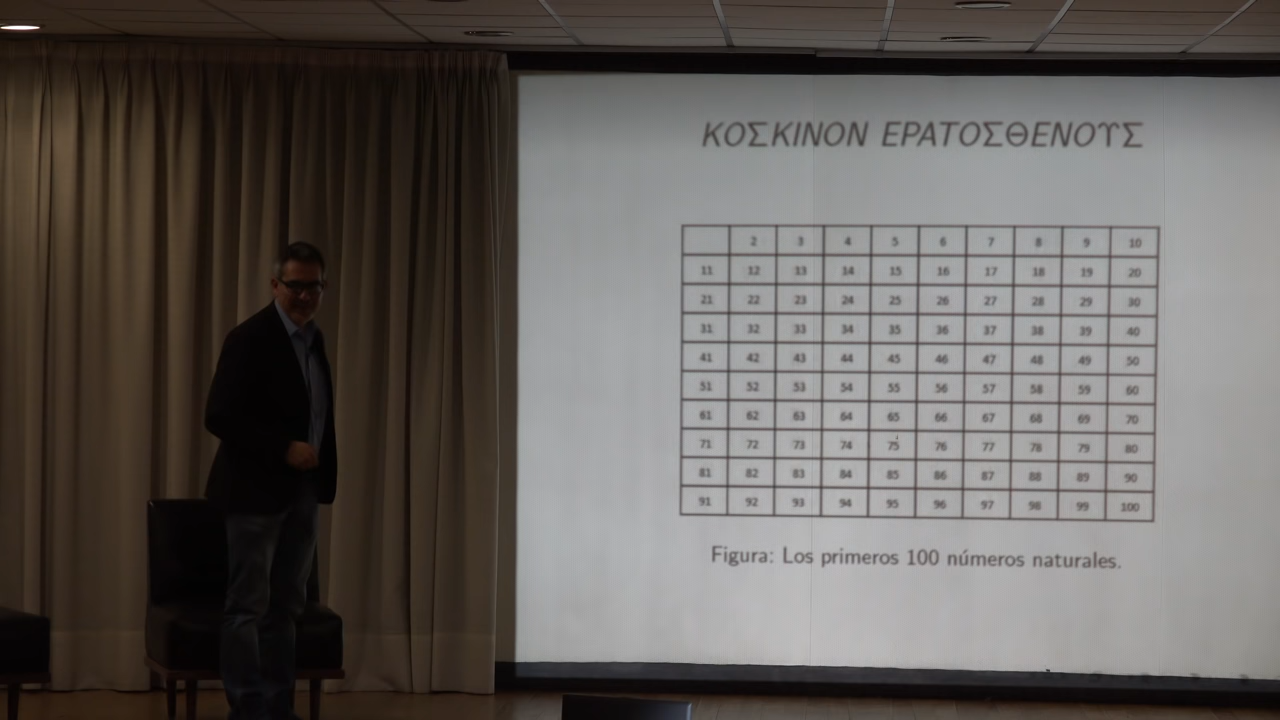 ΚΟΣΚΙΝΟΝ ΕΡΑΤΟΣΘΕΝΟΥΣ
2 3 4 5 6 7 8 9 10
11 12 13 14 15 16 17 18 19 20
21 22 23 24 25 26 27 28 29 30
31 32 33 34 35 36 37 38 39 40
41 42 43 44 45 46 47 48 49 50
51 52 53 54 55 56 57 58 59 60
61 62 63 64 65 66 67 68 69 70
71 72 73 74 75 76 77 78 79 80
81 82 83 84 85 86 87 88 89 90
91 92 93 94 95 96 97 98 99 100
Figura: Los primeros 100 números naturales.